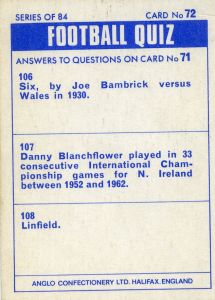 SERIES OF 84 CARD No 72
FOOTBALL QUIZ
ANSWERS TO QUESTIONS ON CARD No 71
106
Six, by Joe Bambrick versus
Wales in 1930.
107
Danny Blanchflower played in 33
consecutive International Cham-
pionship games for N. Ireland
between 1952 and 1962.
108
Linfield.
ANGLO CONFECTIONERY LTD. HALIFAX. ENGLAND